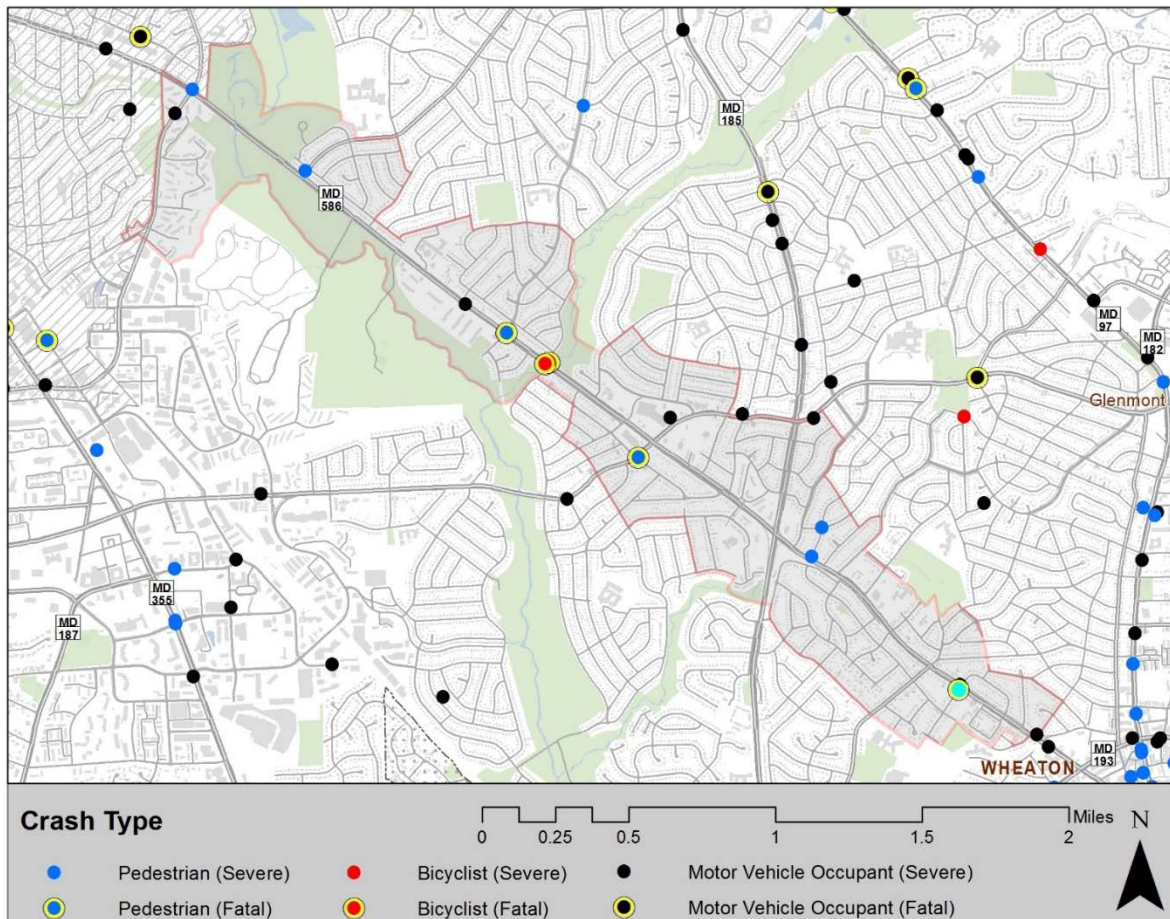 MD
185
MD
586
MD
97
MD
182
Glenmont
MD
355
MD
187
WHEATON
MD
193
Crash Type
Miles
N
0 0.25 0.5 1 1.5 2
Pedestrian (Severe) Bicyclist (Severe) Motor Vehicle Occupant (Severe)
Pedestrian (Fatal) Bicyclist (Fatal) Motor Vehicle Occupant (Fatal)